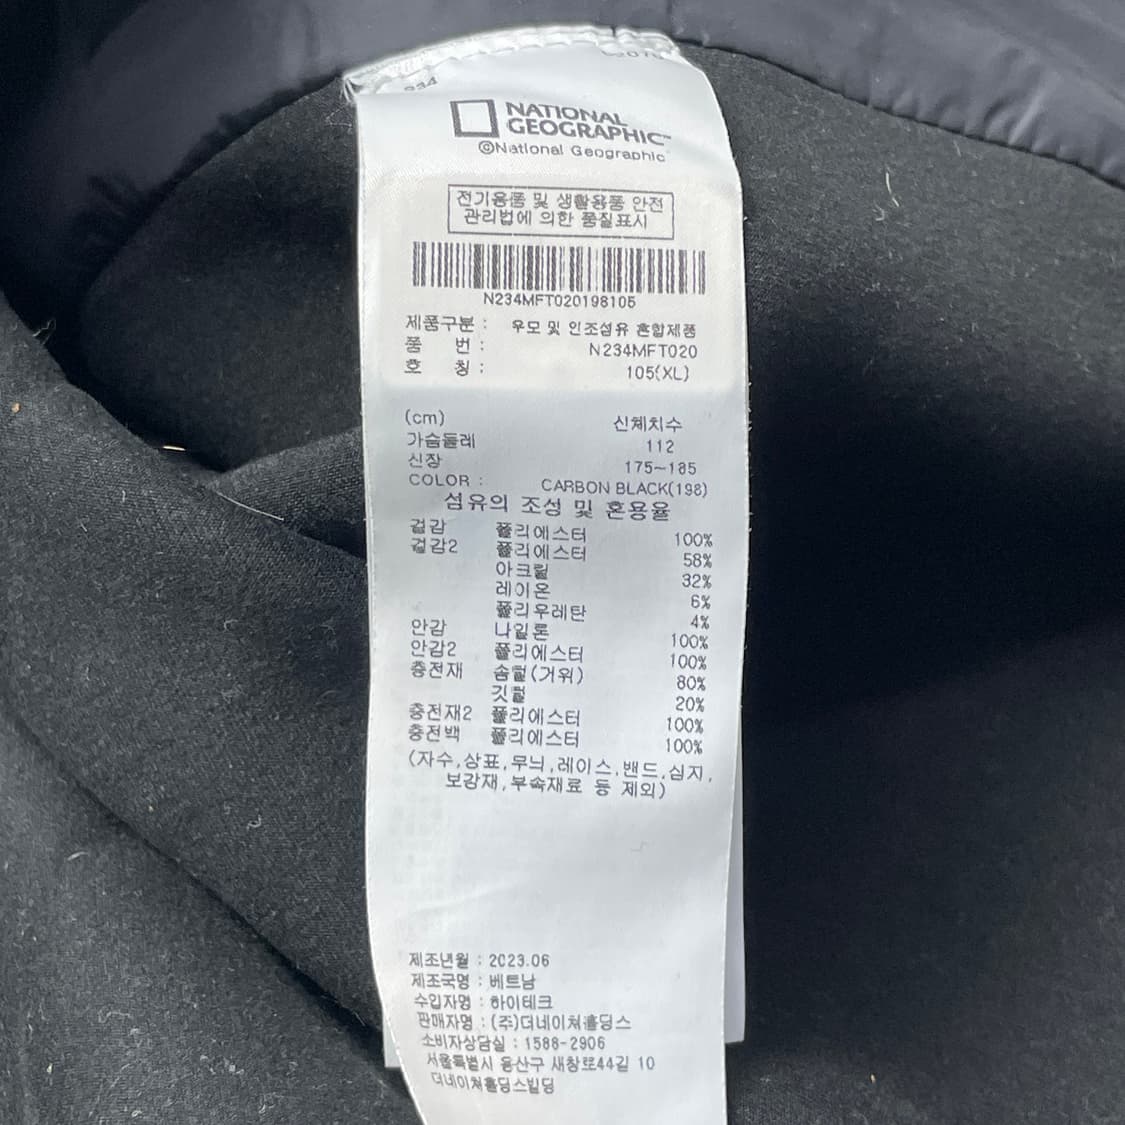 NATIONAL
GEOGRAPHIC™
©National Geographic
전기용품 및 생활용품 안전
관리법에 의한 품질표시
N234MFT020198105
제품구분 : 우모 및 인조섬유 혼합제품
품 번 : N234MFT020
호 칭 : 105(XL)
(cm) 신체치수
가슴둘레 112
신장 175~185
COLOR : CARBON BLACK(198)
섬유의 조성 및 혼용율
겉감 폴리에스터 100%
겉감2 폴리에스터 58%
아크릴 32%
레이온 6%
폴리우레탄 4%
안감 나일론 100%
안감2 폴리에스터 100%
충전재 솜털(거위) 80%
깃털 20%
충전재2 폴리에스터 100%
충전백 폴리에스터 100%
(자수,상표,무늬,레이스,밴드,심지,
보강재,부속재료 등 제외)
제조년월 : 2023.06
제조국명 : 베트남
수입자명 : 하이테크
판매자명 : (주)더네이쳐홀딩스
소비자상담실 : 1588-2906
서울특별시 용산구 새창로44길 10
더네이쳐홀딩스빌딩